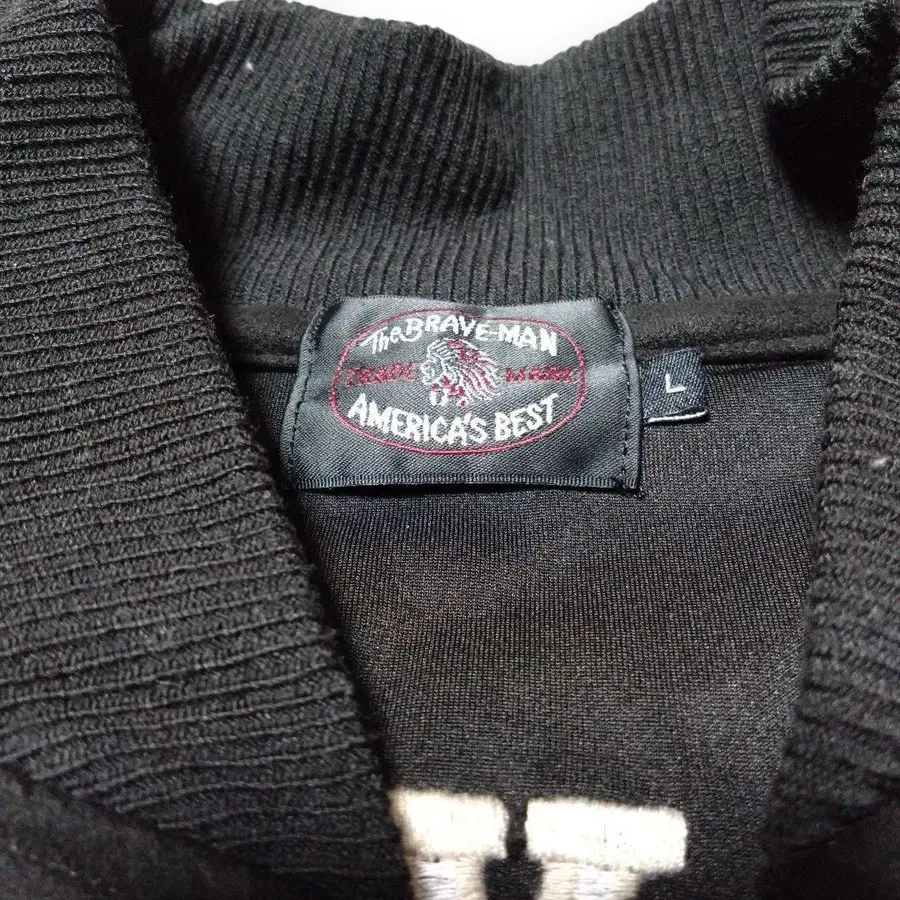 The BRAVE-MAN
TRADE MARK
AMERICA'S BEST
L